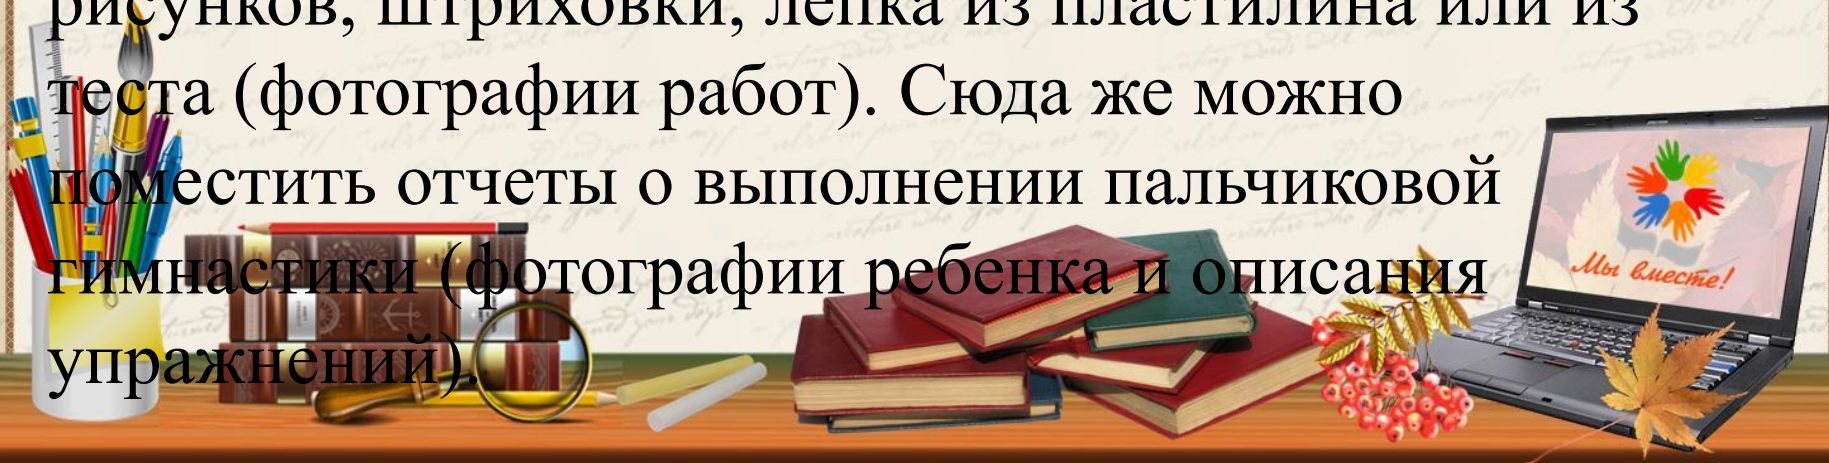 рисунков, штриховки, лепка из пластилина или из
теста (фотографии работ). Сюда же можно
поместить отчеты о выполнении пальчиковой
гимнастики (фотографии ребенка и описания
упражнений).
Мы вместе!